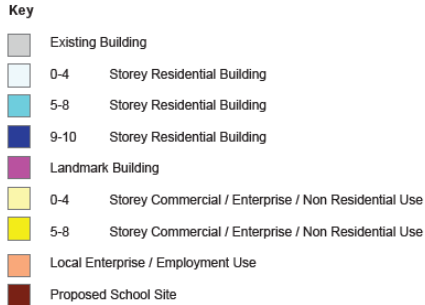 Key
Existing Building
0-4 Storey Residential Building
5-8 Storey Residential Building
9-10 Storey Residential Building
Landmark Building
0-4 Storey Commercial / Enterprise / Non Residential Use
5-8 Storey Commercial / Enterprise / Non Residential Use
Local Enterprise / Employment Use
Proposed School Site